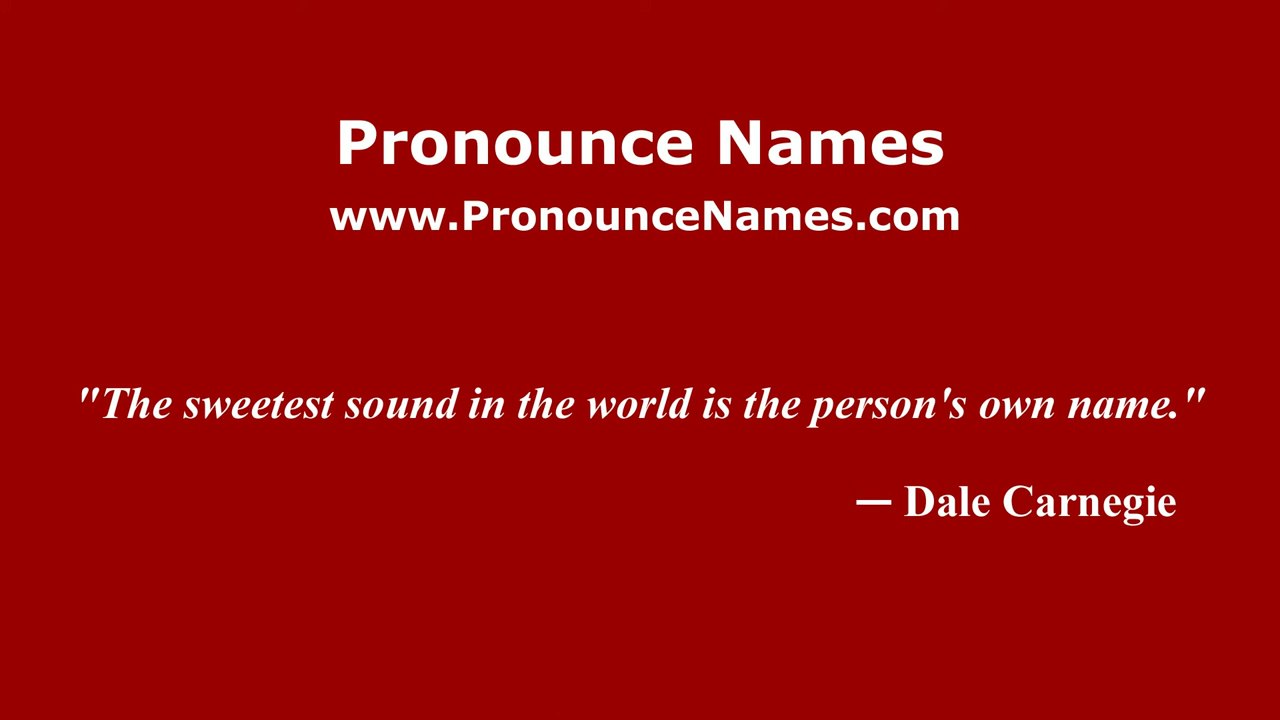 Pronounce Names
www.PronounceNames.com
"The sweetest sound in the world is the person's own name."
— Dale Carnegie